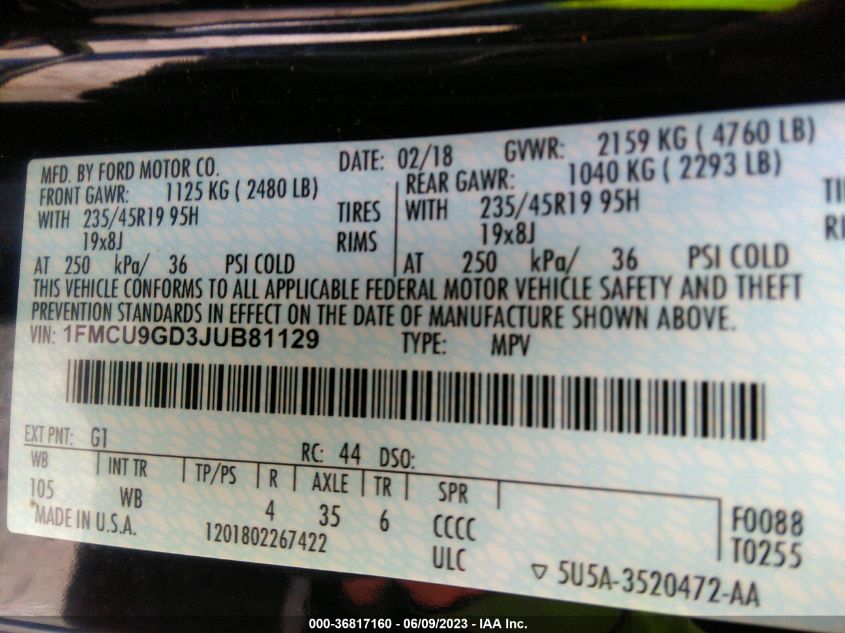 MFD. BY FORD MOTOR CO. DATE: 02/18 GVWR: 2159 KG ( 4760 LB)
FRONT GAWR: 1125 KG ( 2480 LB) REAR GAWR: 1040 KG ( 2293 LB)
WITH 235/45R19 95H TIRES WITH 235/45R19 95H TI
19x8J RIMS 19x8J RI
AT 250 kPa/ 36 PSI COLD AT 250 kPa/ 36 PSI COLD
THIS VEHICLE CONFORMS TO ALL APPLICABLE FEDERAL MOTOR VEHICLE SAFETY AND THEFT
PREVENTION STANDARDS IN EFFECT ON THE DATE OF MANUFACTURE SHOWN ABOVE.
VIN: 1FMCU9GD3JUB81129 TYPE: MPV
EXT PNT: G1 RC: 44 DSO:
WB INT TR TP/PS R AXLE TR SPR
105 WB 4 35 6 CCCC F0088
*MADE IN U.S.A. 1201802267422 ULC T0255
▽ 5U5A-3520472-AA
000-36817160 - 06/09/2023 - IAA Inc.